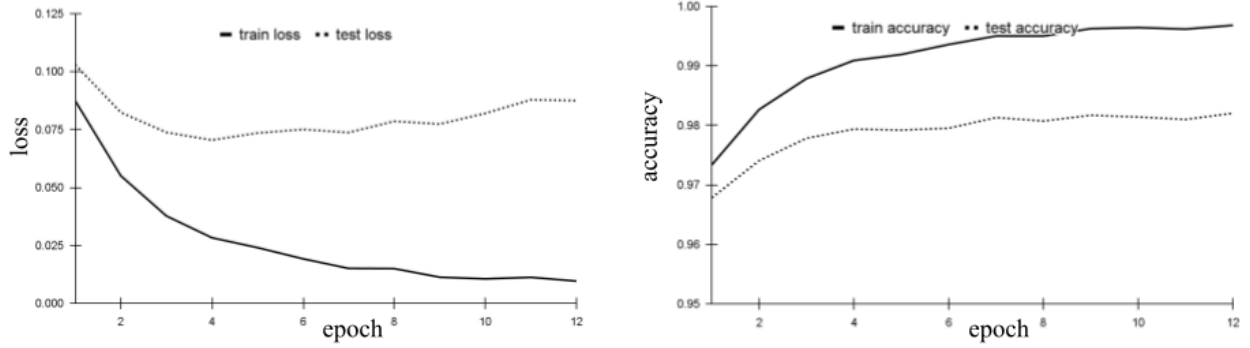 0.125
train loss test loss
0.100
0.075
0.050
0.025
0.000
loss
2 4 6 8 10 12
epoch
1.00
train accuracy test accuracy
0.99
0.98
0.97
0.96
0.95
accuracy
2 4 6 8 10 12
epoch